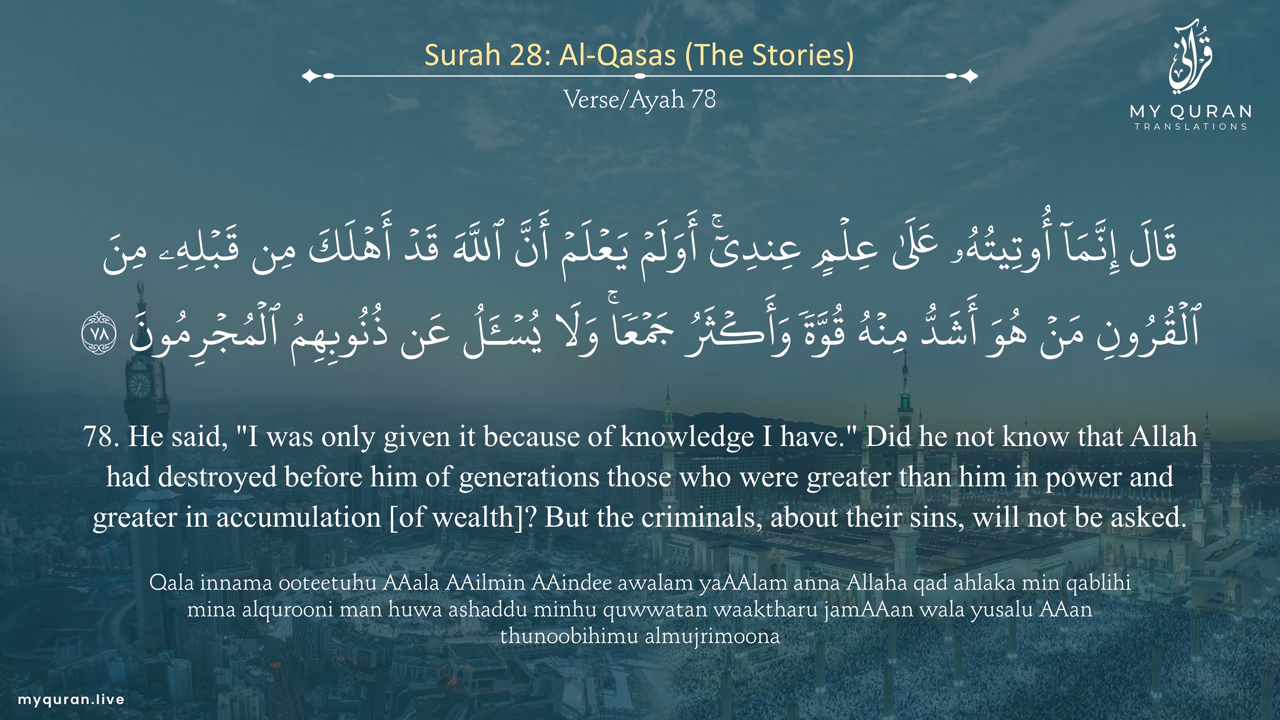 Surah 28: Al-Qasas (The Stories)
Verse/Ayah 78
قرآني
MY QURAN
TRANSLATIONS
قَالَ إِنَّمَآ أُوتِيتُهُۥ عَلَىٰ عِلْمٍ عِندِىٓ ۚ أَوَلَمْ يَعْلَمْ أَنَّ ٱللَّهَ قَدْ أَهْلَكَ مِن قَبْلِهِۦ مِنَ
ٱلْقُرُونِ مَنْ هُوَ أَشَدُّ مِنْهُ قُوَّةً وَأَكْثَرُ جَمْعًا ۚ وَلَا يُسْـَٔلُ عَن ذُنُوبِهِمُ ٱلْمُجْرِمُونَ ٧٨
78. He said, "I was only given it because of knowledge I have." Did he not know that Allah
had destroyed before him of generations those who were greater than him in power and
greater in accumulation [of wealth]? But the criminals, about their sins, will not be asked.
Qala innama ooteetuhu AAala AAilmin AAindee awalam yaAAlam anna Allaha qad ahlaka min qablihi
mina alqurooni man huwa ashaddu minhu quwwatan waaktharu jamAAan wala yusalu AAan
thunoobihimu almujrimoona
myquran.live